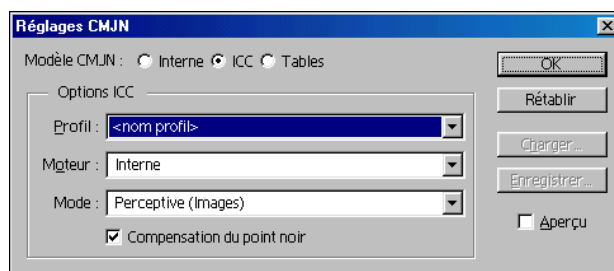 Réglages CMJN
Modèle CMJN : Interne ICC Tables
Options ICC
Profil : <nom profil>
Moteur : Interne
Mode : Perceptive (Images)
Compensation du point noir
OK
Rétablir
Charger...
Enregistrer...
Aperçu